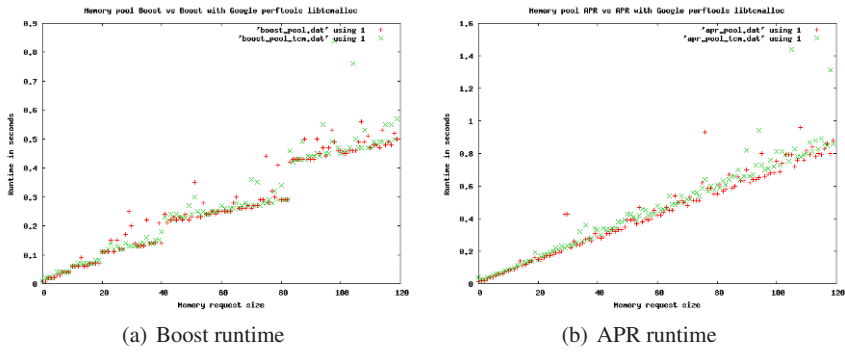 Memory pool Boost vs Boost with Google perftools libtcmalloc
'boost_pool.dat' using 1
'boost_pool_tcm.dat' using 1
Runtime in seconds
0.9
0.8
0.7
0.6
0.5
0.4
0.3
0.2
0.1
0
0 20 40 60 80 100 120
Memory request size
(a) Boost runtime
Memory pool APR vs APR with Google perftools libtcmalloc
'apr_pool.dat' using 1
'apr_pool_tcm.dat' using 1
Runtime in seconds
1.6
1.4
1.2
1
0.8
0.6
0.4
0.2
0
0 20 40 60 80 100 120
Memory request size
(b) APR runtime